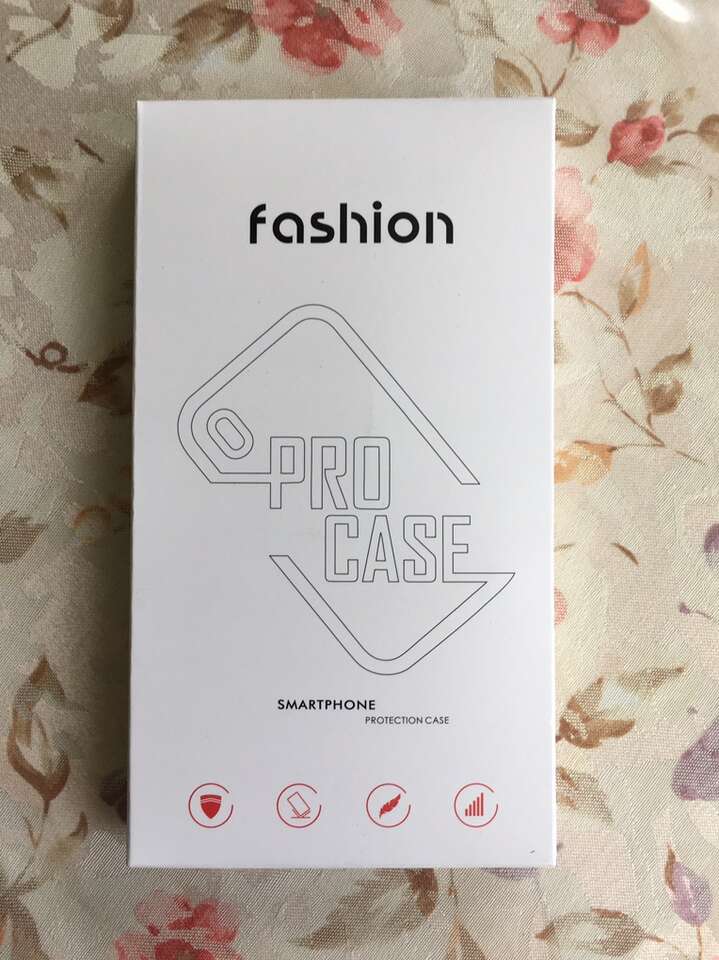 fashion
PRO
CASE
SMARTPHONE
PROTECTION CASE